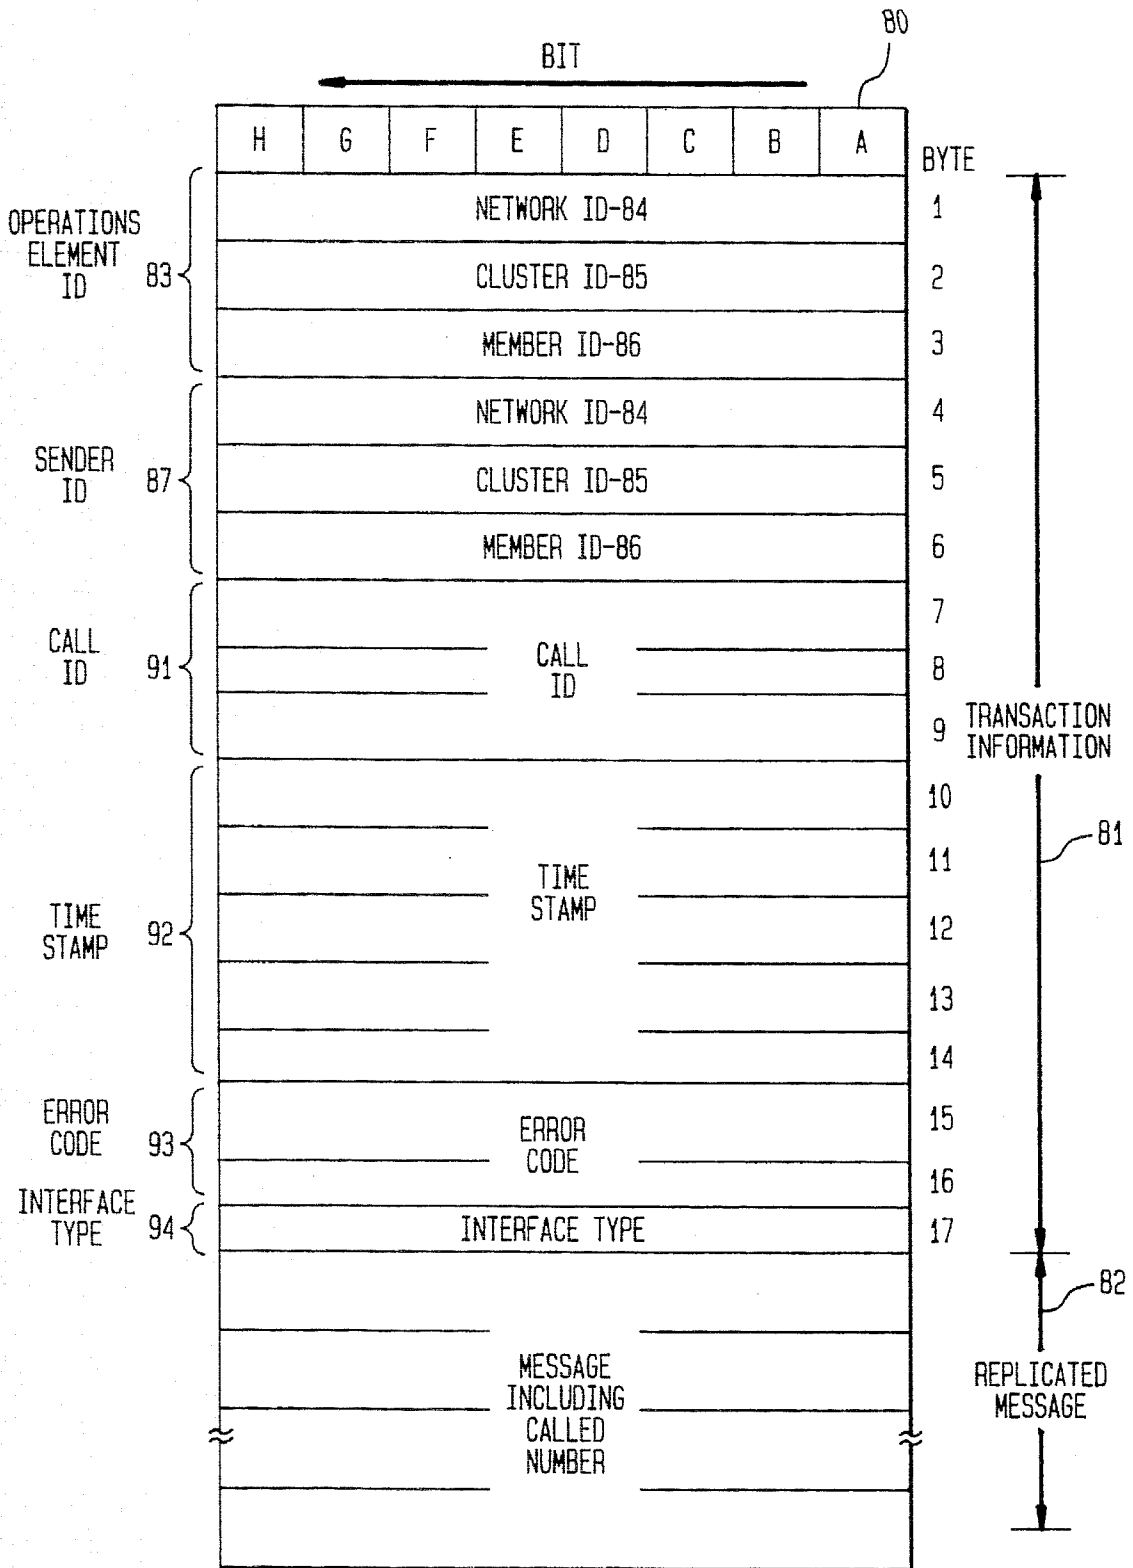 80
BIT
H G F E D C B A
BYTE
OPERATIONS
ELEMENT
ID
83
NETWORK ID-84
1
CLUSTER ID-85
2
MEMBER ID-86
3
SENDER
ID
87
NETWORK ID-84
4
CLUSTER ID-85
5
MEMBER ID-86
6
CALL
ID
91
CALL
ID
7
8
9
TRANSACTION
INFORMATION
81
TIME
STAMP
92
TIME
STAMP
10
11
12
13
14
ERROR
CODE
93
ERROR
CODE
15
16
INTERFACE
TYPE
94
INTERFACE TYPE
17
82
MESSAGE
INCLUDING
CALLED
NUMBER
REPLICATED
MESSAGE